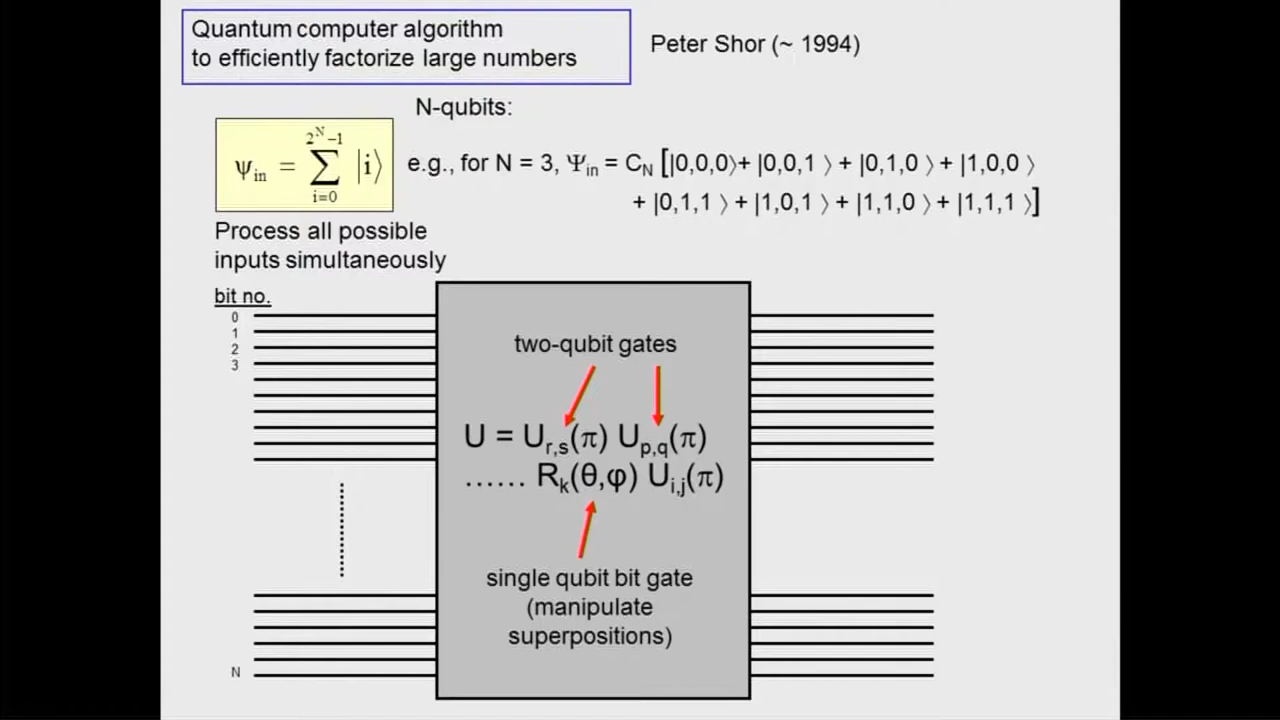 Quantum computer algorithm
to efficiently factorize large numbers
Peter Shor (~ 1994)
N-qubits:
ψin = ∑ i=0 2^N–1 |i⟩
e.g., for N = 3, Ψin = CN [|0,0,0⟩+ |0,0,1 ⟩ + |0,1,0 ⟩ + |1,0,0 ⟩
+ |0,1,1 ⟩ + |1,0,1 ⟩ + |1,1,0 ⟩ + |1,1,1 ⟩]
Process all possible
inputs simultaneously
bit no.
0
1
2
3
N
two-qubit gates
U = Ur,s(π) Up,q(π)
...... Rk(θ,φ) Ui,j(π)
single qubit bit gate
(manipulate
superpositions)